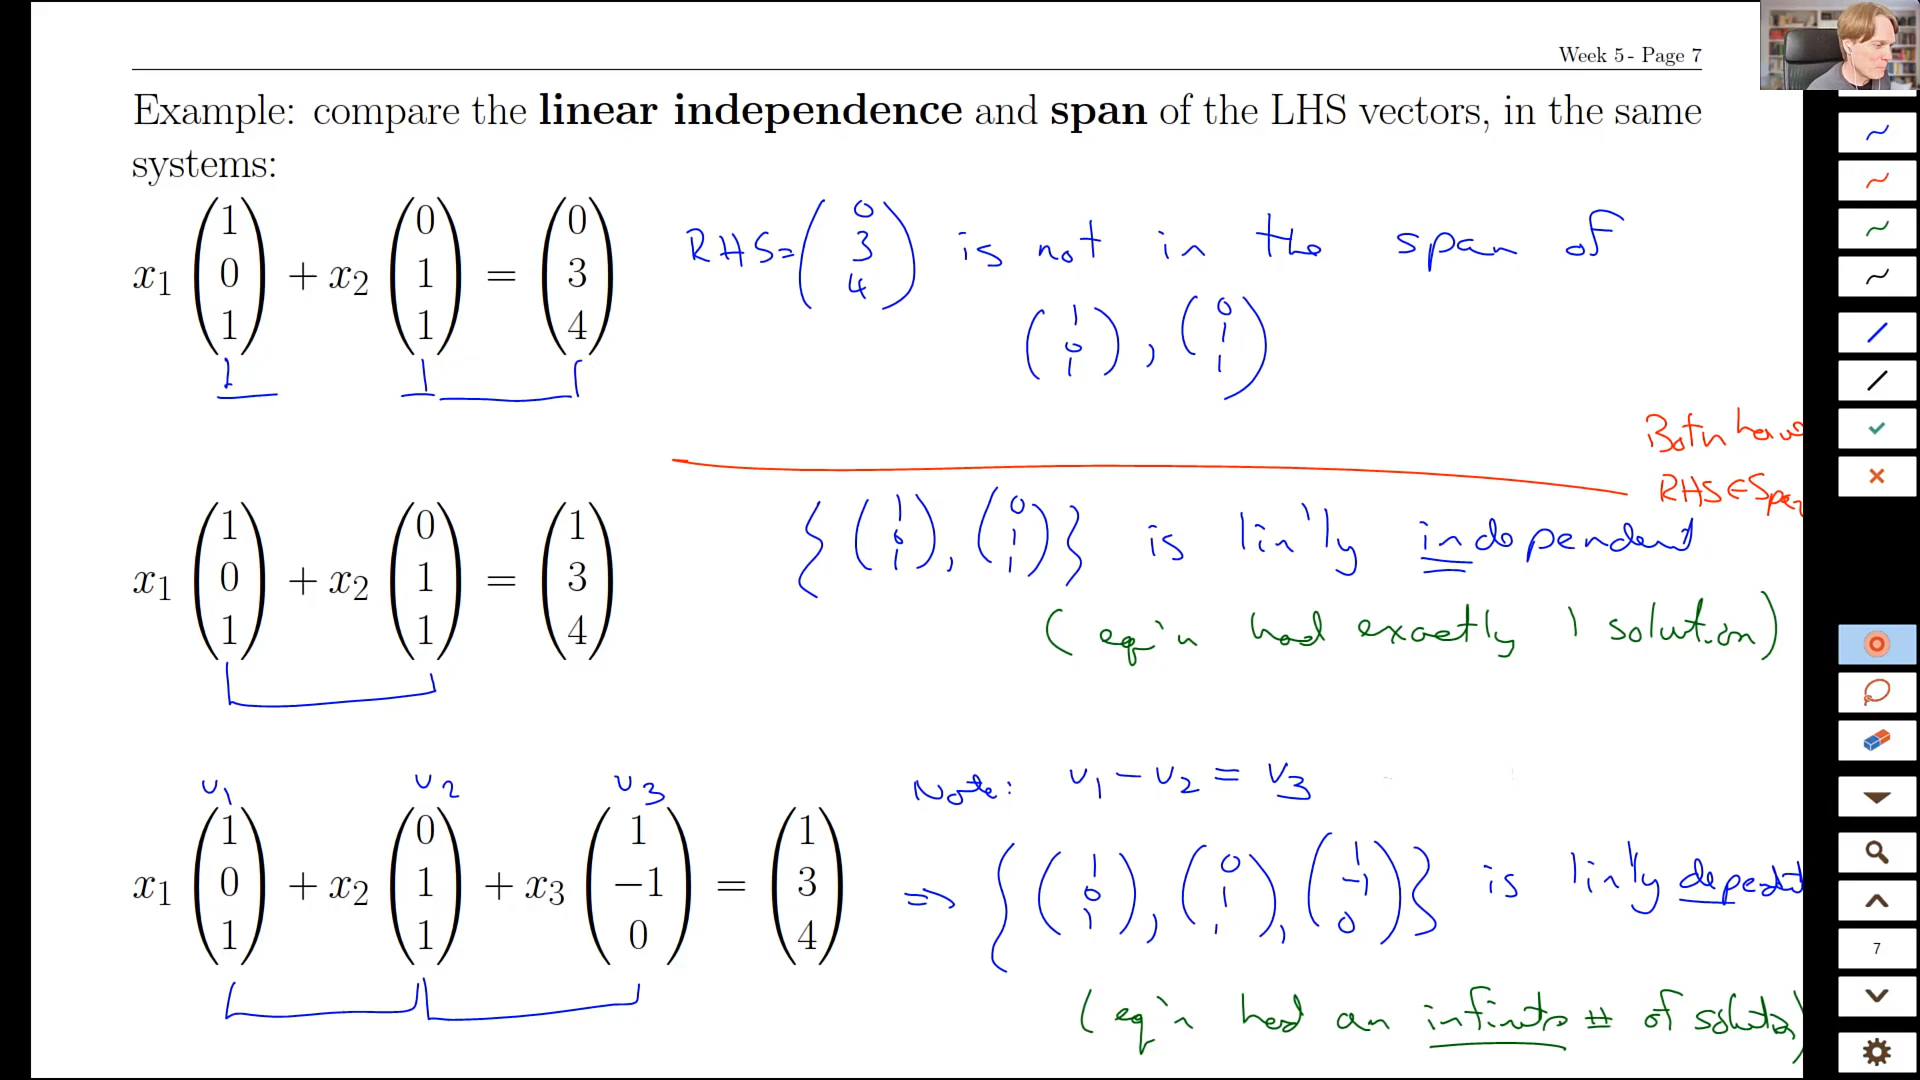 Week 5 - Page 7
Example: compare the linear independence and span of the LHS vectors, in the same
systems:
x1 (1 0 1) + x2 (0 1 1) = (0 3 4)
RHS = (0 3 4) is not in the span of
(1 0 1), (0 1 1)
Both have
RHS ∈ Span
x1 (1 0 1) + x2 (0 1 1) = (1 3 4)
{(1 0 1), (0 1 1)} is lin'ly independent
(eq'n had exactly 1 solution)
v1 v2 v3
Note: v1 - v2 = v3
x1 (1 0 1) + x2 (0 1 1) + x3 (1 -1 0) = (1 3 4)
⇒ {(1 0 1), (0 1 1), (1 -1 0)} is lin'ly dependent
(eq'n had an infinite # of solutions)
7